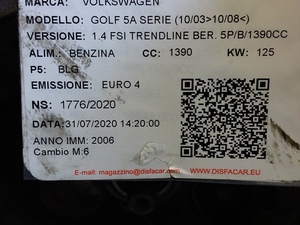 MARCA: VOLKSWAGEN
MODELLO: GOLF 5A SERIE (10/03>10/08<)
VERSIONE: 1.4 FSI TRENDLINE BER. 5P/B/1390CC
ALIM.: BENZINA CC: 1390 KW: 125
P5: BLG
EMISSIONE: EURO 4
NS: 1776/2020
DATA:31/07/2020 14:20:00
ANNO IMM: 2006
Cambio M:6
E-mail: magazzino@disfacar.com WWW.DISFACAR.EU